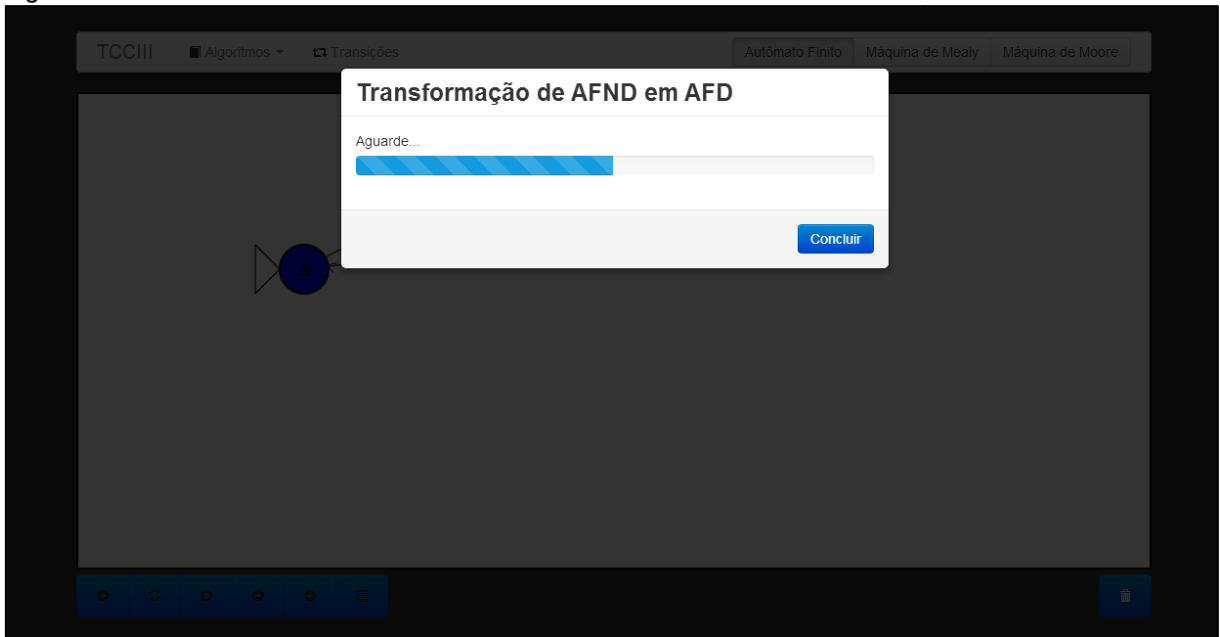 TCCIII Algoritmos Transições Autômato Finito Máquina de Mealy Máquina de Moore
Transformação de AFND em AFD
Aguarde...
Concluir
A